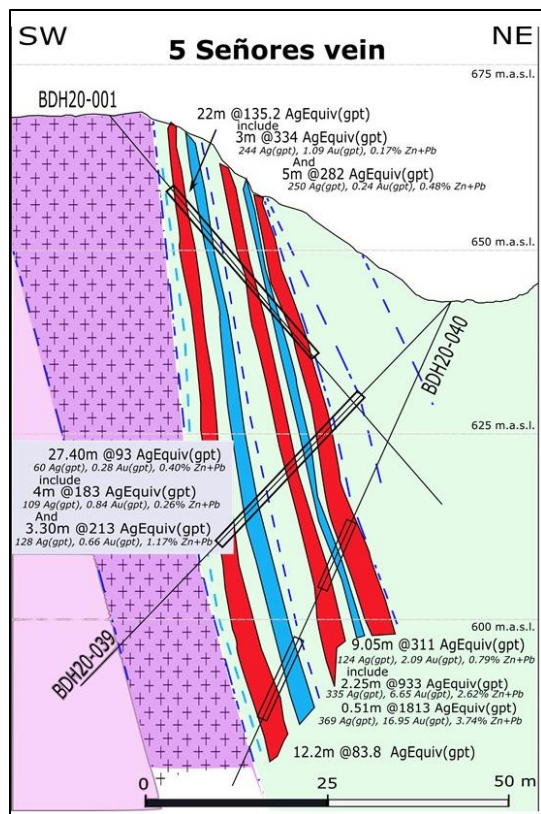 SW
NE
5 Señores vein
675 m.a.s.l.
BDH20-001
22m @135.2 AgEquiv(gpt)
include
3m @334 AgEquiv(gpt)
244 Ag(gpt), 1.09 Au(gpt), 0.17% Zn+Pb
And
5m @282 AgEquiv(gpt)
250 Ag(gpt), 0.24 Au(gpt), 0.48% Zn+Pb
650 m.a.s.l.
BDH20-040
625 m.a.s.l.
27.40m @93 AgEquiv(gpt)
60 Ag(gpt), 0.28 Au(gpt), 0.40% Zn+Pb
include
4m @183 AgEquiv(gpt)
109 Ag(gpt), 0.84 Au(gpt), 0.26% Zn+Pb
And
3.30m @213 AgEquiv(gpt)
128 Ag(gpt), 0.66 Au(gpt), 1.17% Zn+Pb
BDH20-039
600 m.a.s.l.
9.05m @311 AgEquiv(gpt)
124 Ag(gpt), 2.09 Au(gpt), 0.79% Zn+Pb
include
2.25m @933 AgEquiv(gpt)
335 Ag(gpt), 6.65 Au(gpt), 2.62% Zn+Pb
0.51m @1813 AgEquiv(gpt)
369 Ag(gpt), 16.95 Au(gpt), 3.74% Zn+Pb
12.2m @83.8 AgEquiv(gpt)
0
25
50 m